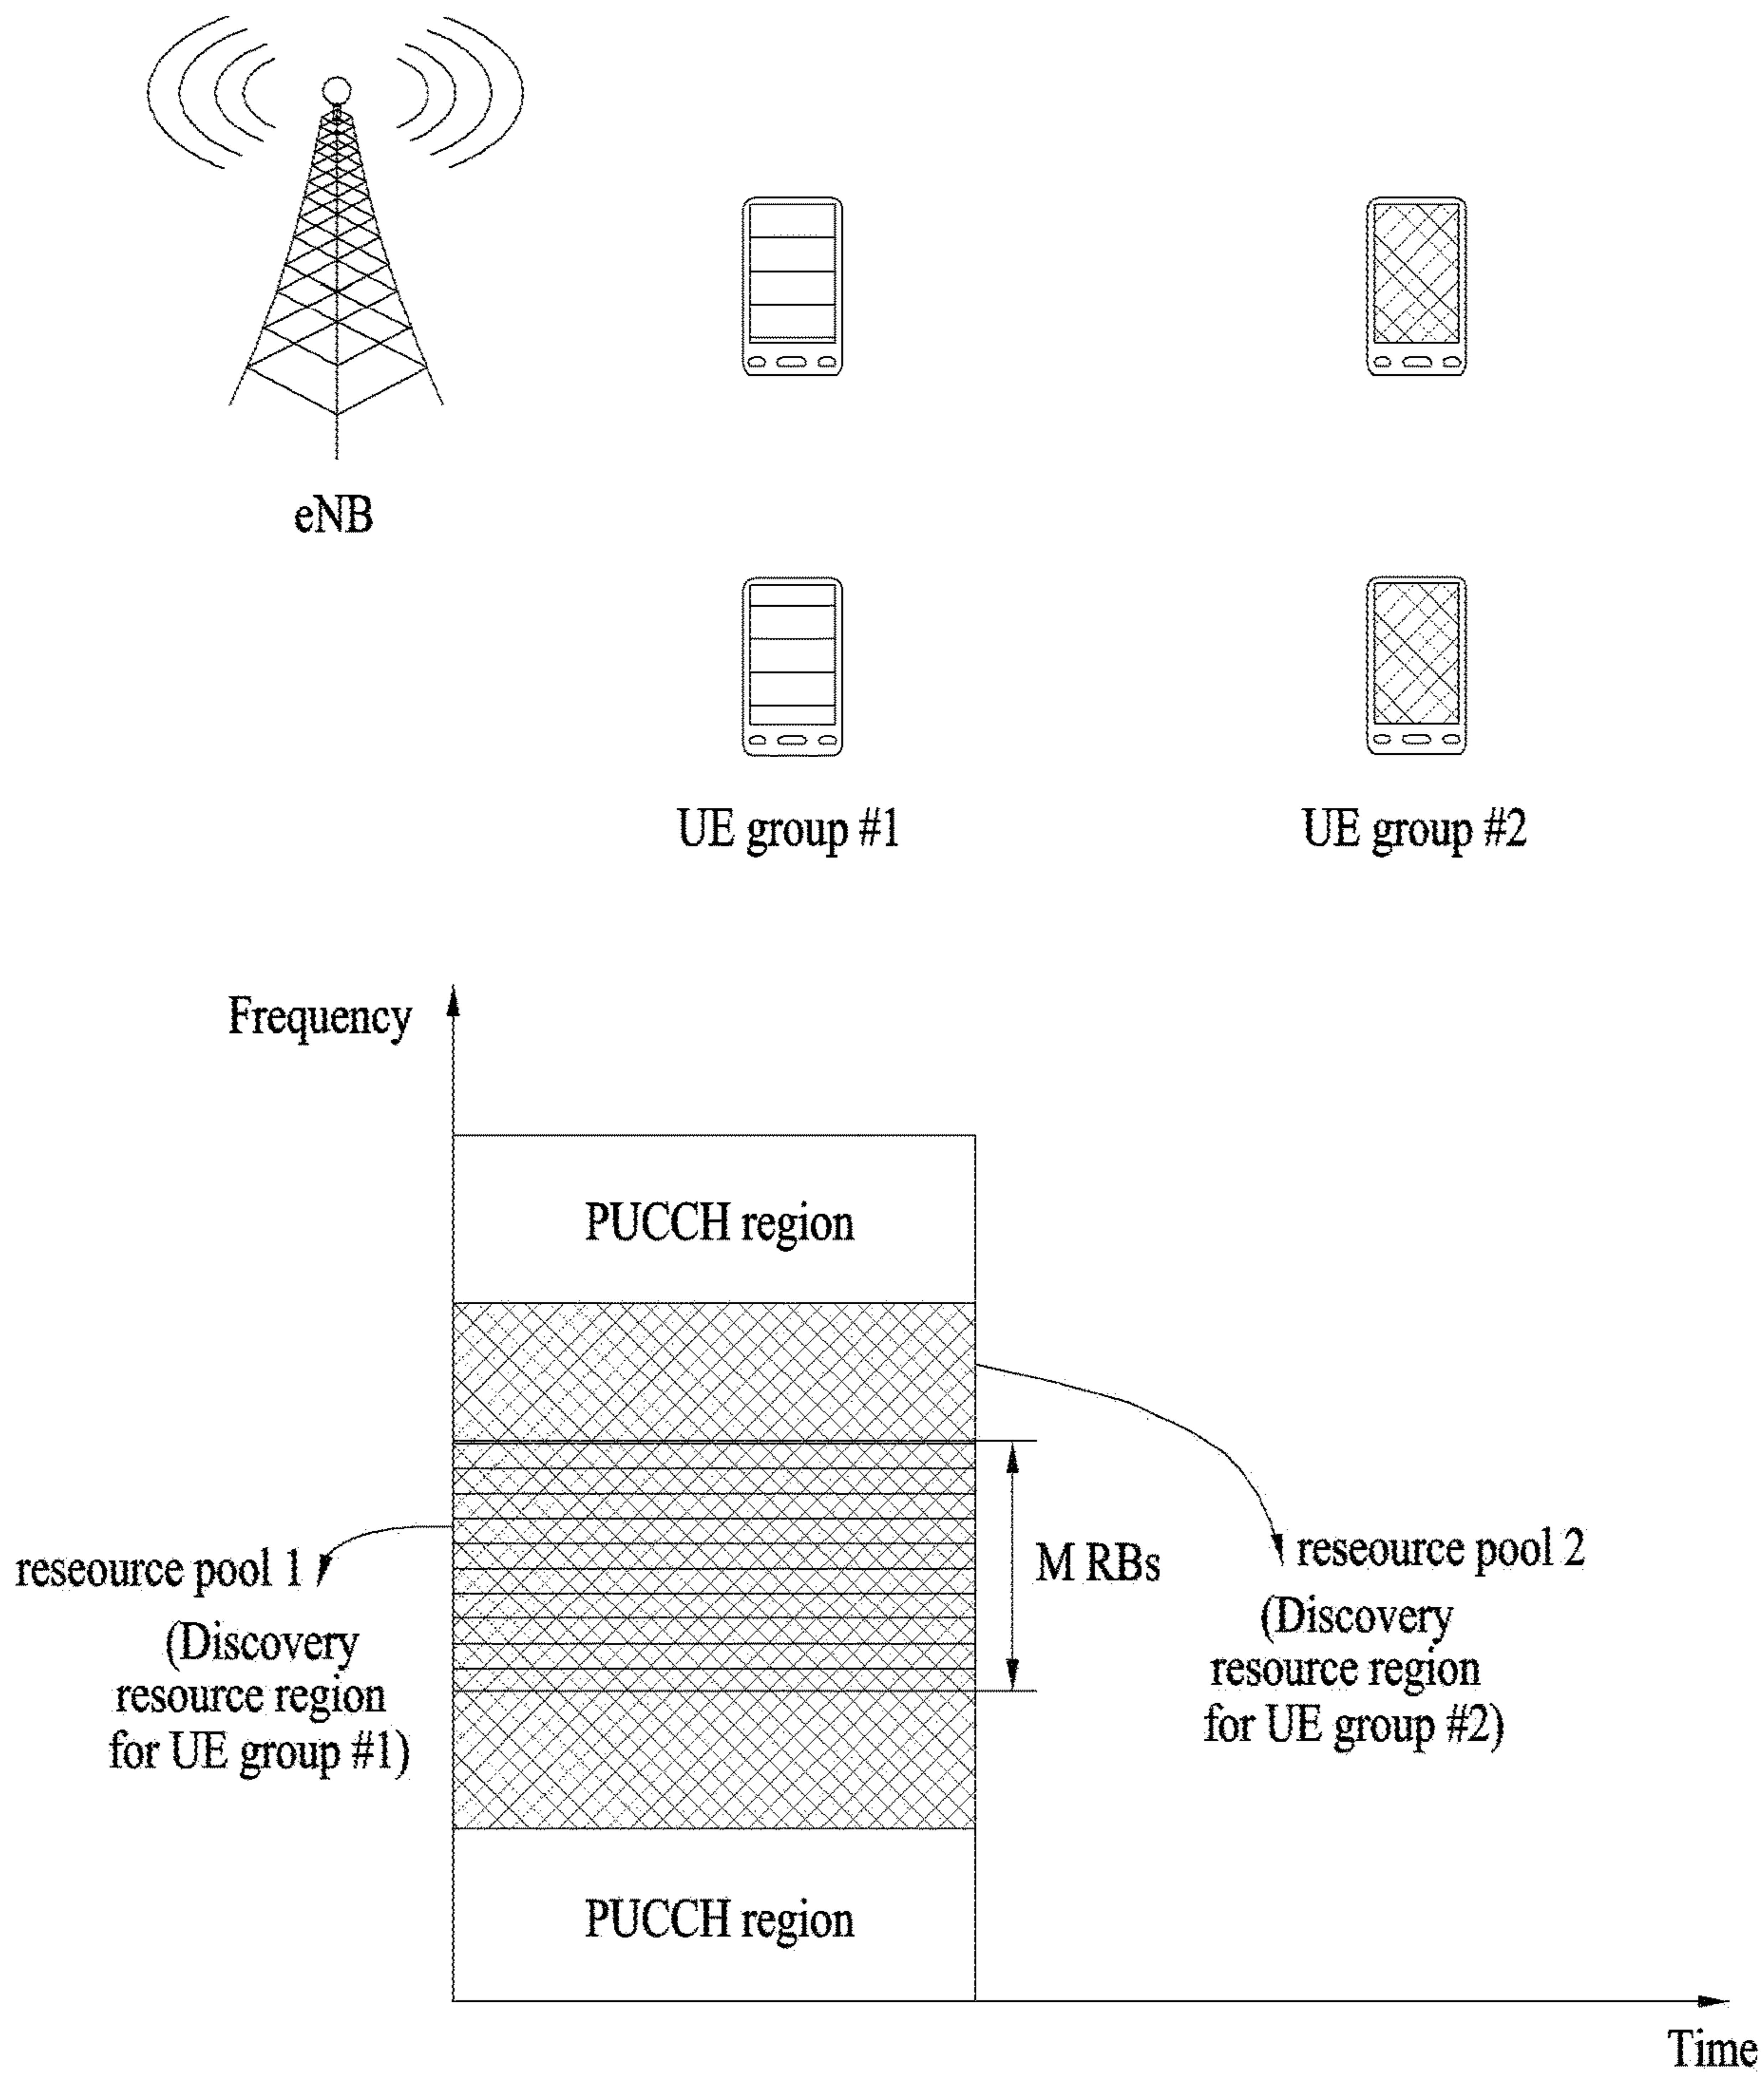 eNB
UE group #1
UE group #2
Frequency
PUCCH region
M RBs
reseource pool 1
(Discovery
resource region
for UE group #1)
reseource pool 2
(Discovery
resource region
for UE group #2)
PUCCH region
Time